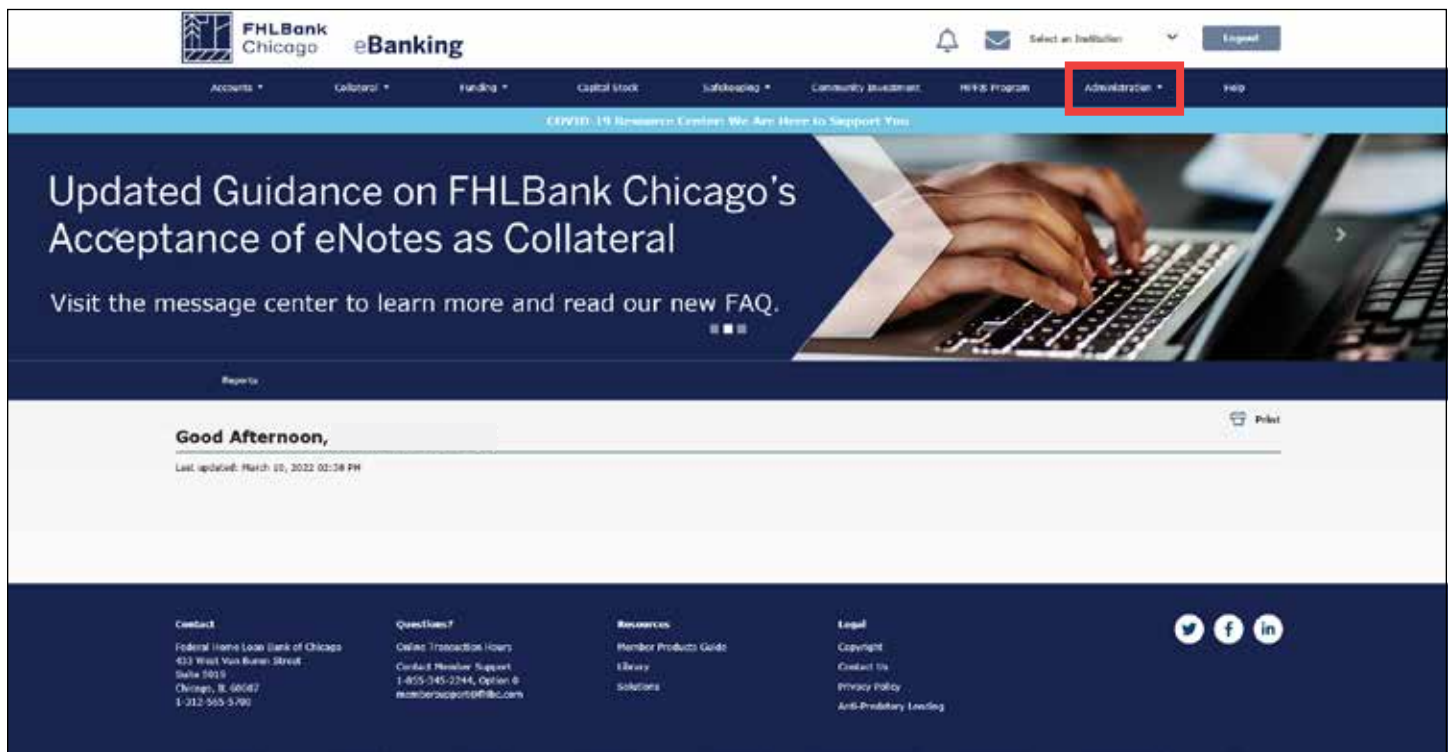 FHLBank
Chicago
eBanking
Select an Institution
Logout
Accounts
Collateral
Funding
Capital Stock
Safekeeping
Community Investment
MPF® Program
Administration
Help
COVID-19 Resource Center: We Are Here to Support You
Updated Guidance on FHLBank Chicago's
Acceptance of eNotes as Collateral
Visit the message center to learn more and read our new FAQ.
Reports
Print
Good Afternoon,
Last updated: March 10, 2022 02:38 PM
Contact
Federal Home Loan Bank of Chicago
433 West Van Buren Street
Suite 501S
Chicago, IL 60607
1-312-565-5700
Questions?
Online Transaction Hours
Contact Member Support
1-855-345-2244, Option 0
membersupport@fhlbc.com
Resources
Member Products Guide
Library
Solutions
Legal
Copyright
Contact Us
Privacy Policy
Anti-Predatory Lending